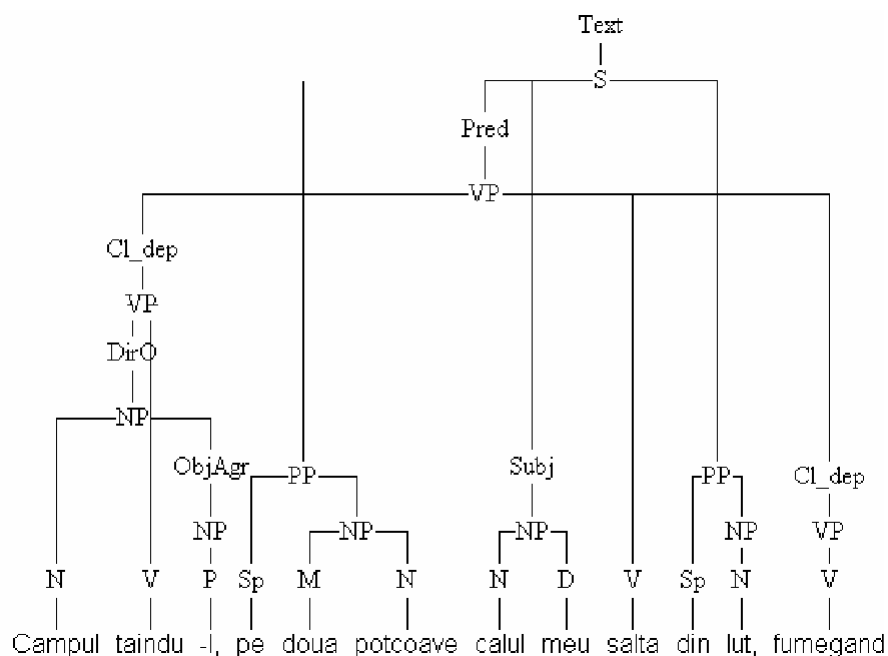 Text
S
Pred
VP
Cl_dep
VP
DirO
NP
ObjAgr PP Subj PP Cl_dep
NP NP NP NP VP
N V P Sp M N N D V Sp N V
Campul taindu -l, pe doua potcoave calul meu salta din lut, fumegand